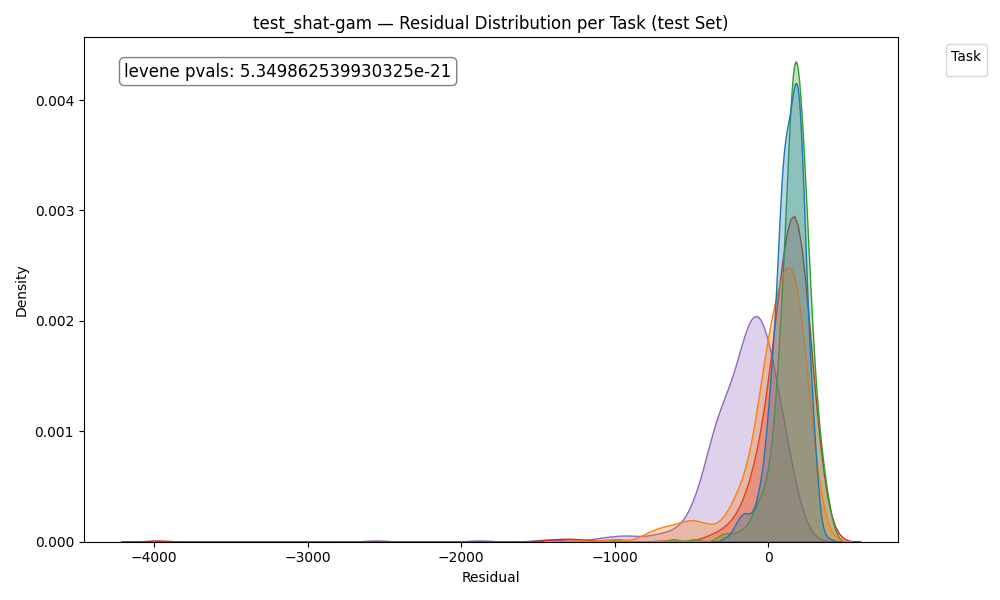 test_shat-gam — Residual Distribution per Task (test Set)
levene pvals: 5.349862539930325e-21
Task
0.004
0.003
0.002
0.001
0.000
Density
−4000
−3000
−2000
−1000
0
Residual